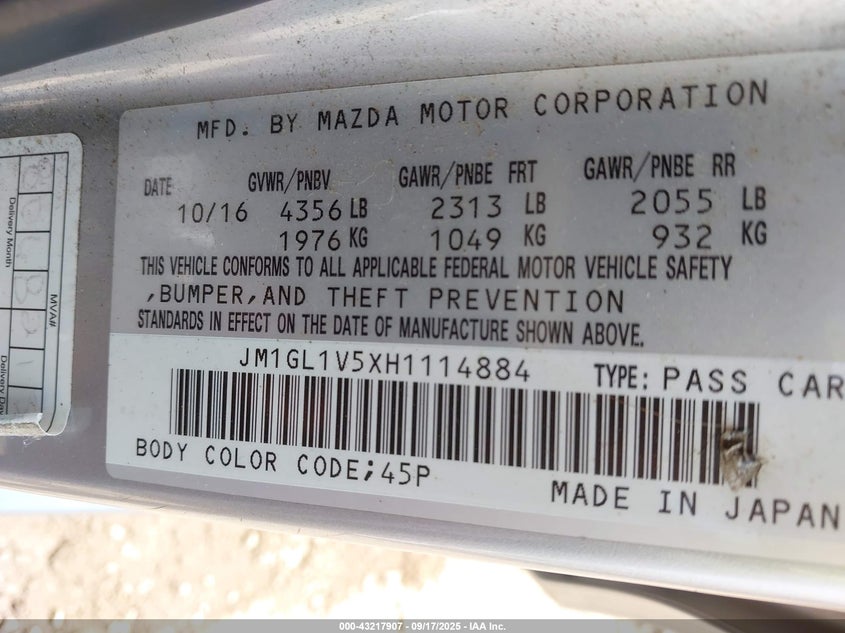 MFD. BY MAZDA MOTOR CORPORATION
DATE GVWR/PNBV GAWR/PNBE FRT GAWR/PNBE RR
10/16 4356 LB 2313 LB 2055 LB
1976 KG 1049 KG 932 KG
THIS VEHICLE CONFORMS TO ALL APPLICABLE FEDERAL MOTOR VEHICLE SAFETY
,BUMPER,AND THEFT PREVENTION
STANDARDS IN EFFECT ON THE DATE OF MANUFACTURE SHOWN ABOVE.
JM1GL1V5XH1114884 TYPE: PASS CAR
BODY COLOR CODE;45P
MADE IN JAPAN
Delivery Month
MVA#
Delivery Day
000-43217907 - 09/17/2025 - IAA Inc.